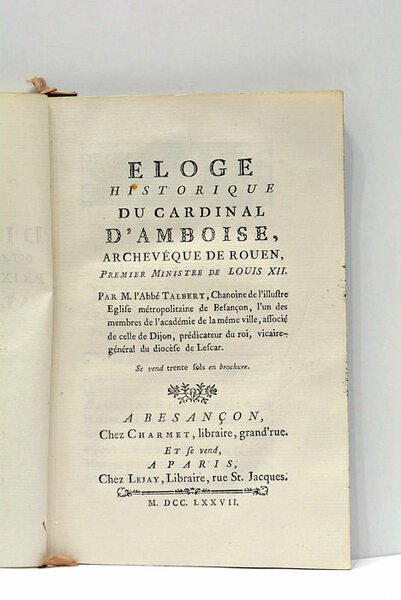 ELOGE
HISTORIQUE
DU CARDINAL
D'AMBOISE,
ARCHEVÊQUE DE ROUEN,
PREMIER MINISTRE DE LOUIS XII.
PAR M. l'Abbé TALBERT, Chanoine de l'illustre
Eglise métropolitaine de Besançon, l'un des
membres de l'académie de la même ville, associé
de celle de Dijon, prédicateur du roi, vicaire-
général du diocèse de Lescar.
Se vend trente sols en brochure.
A BESANÇON,
Chez CHARMET, libraire, grand'rue.
Et se vend,
A PARIS,
Chez LEJAY, Libraire, rue St. Jacques.
M. DCC. LXXVII.